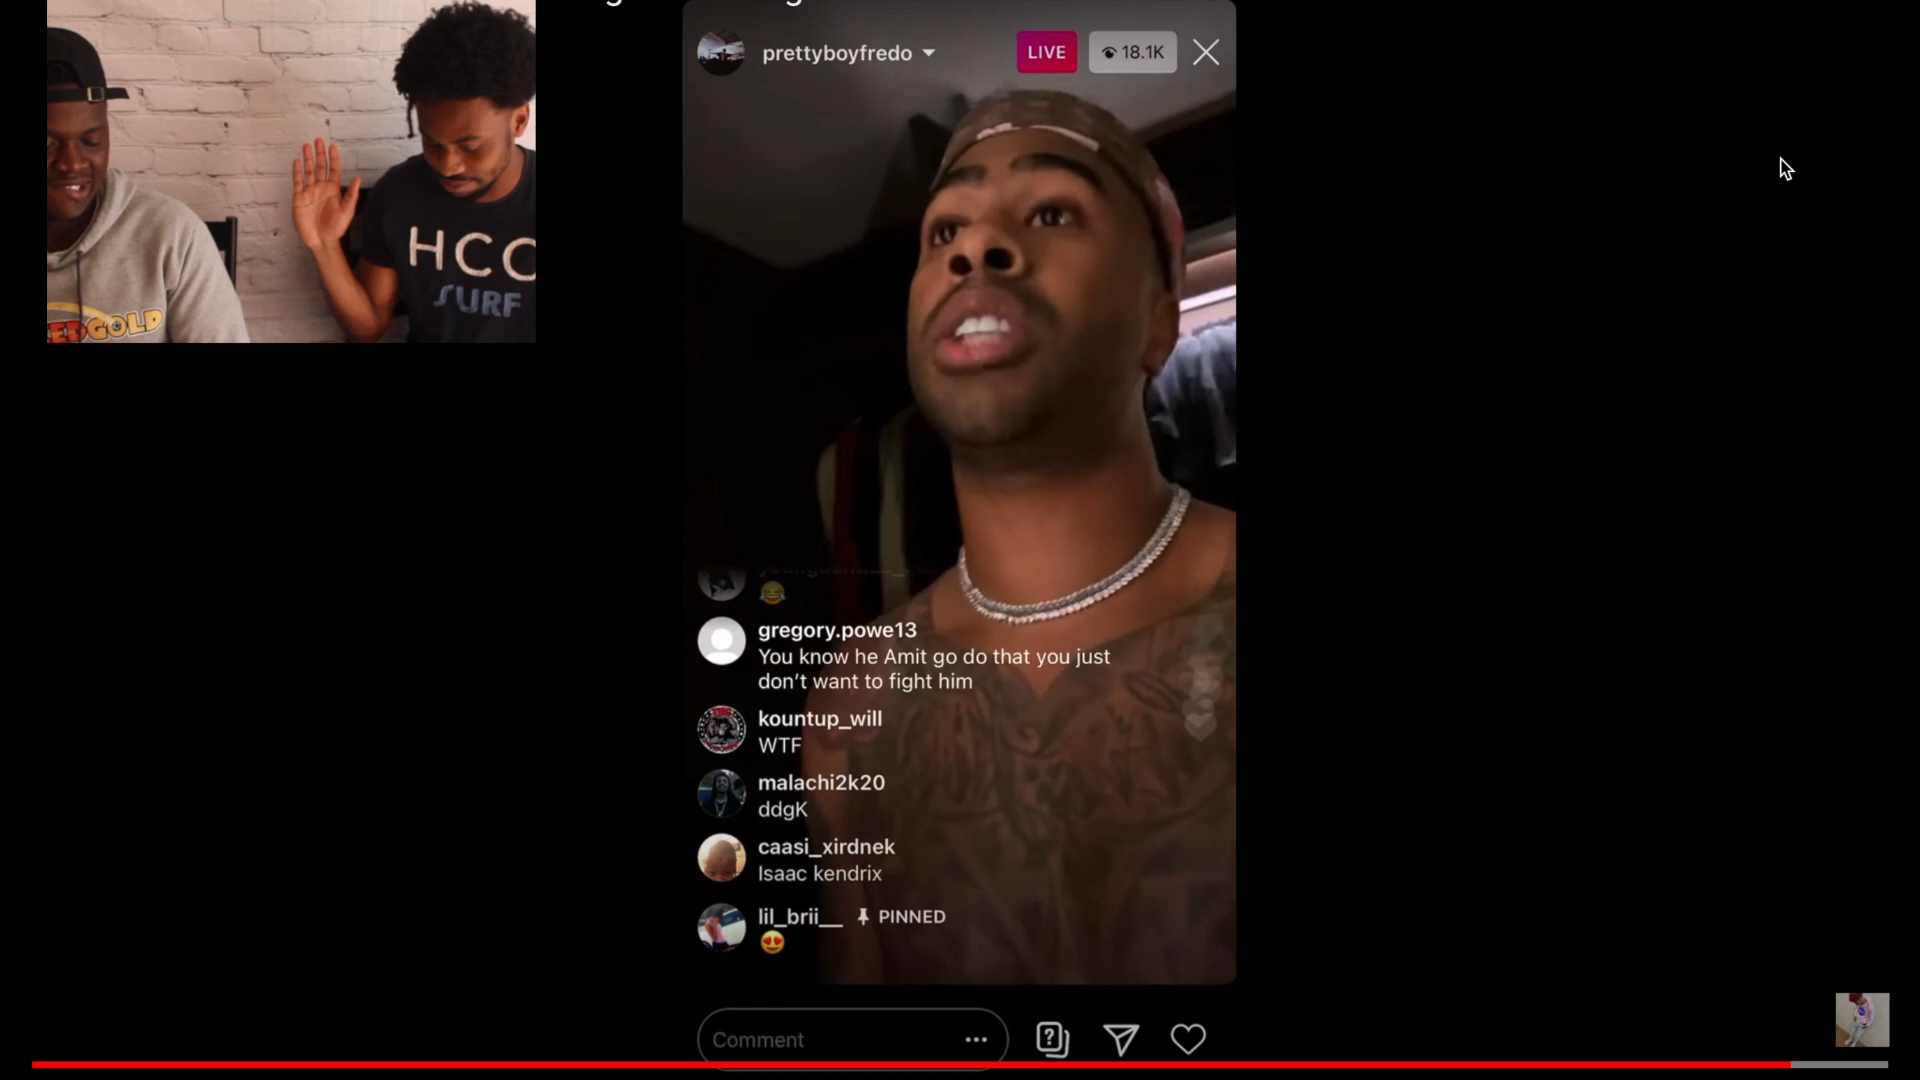 prettyboyfredo
LIVE
18.1K
HCO
SURF
GOLD
gregory.powe13
You know he Amit go do that you just
don't want to fight him
kountup_will
WTF
malachi2k20
ddgK
caasi_xirdnek
Isaac kendrix
lil_brii__ PINNED
Comment